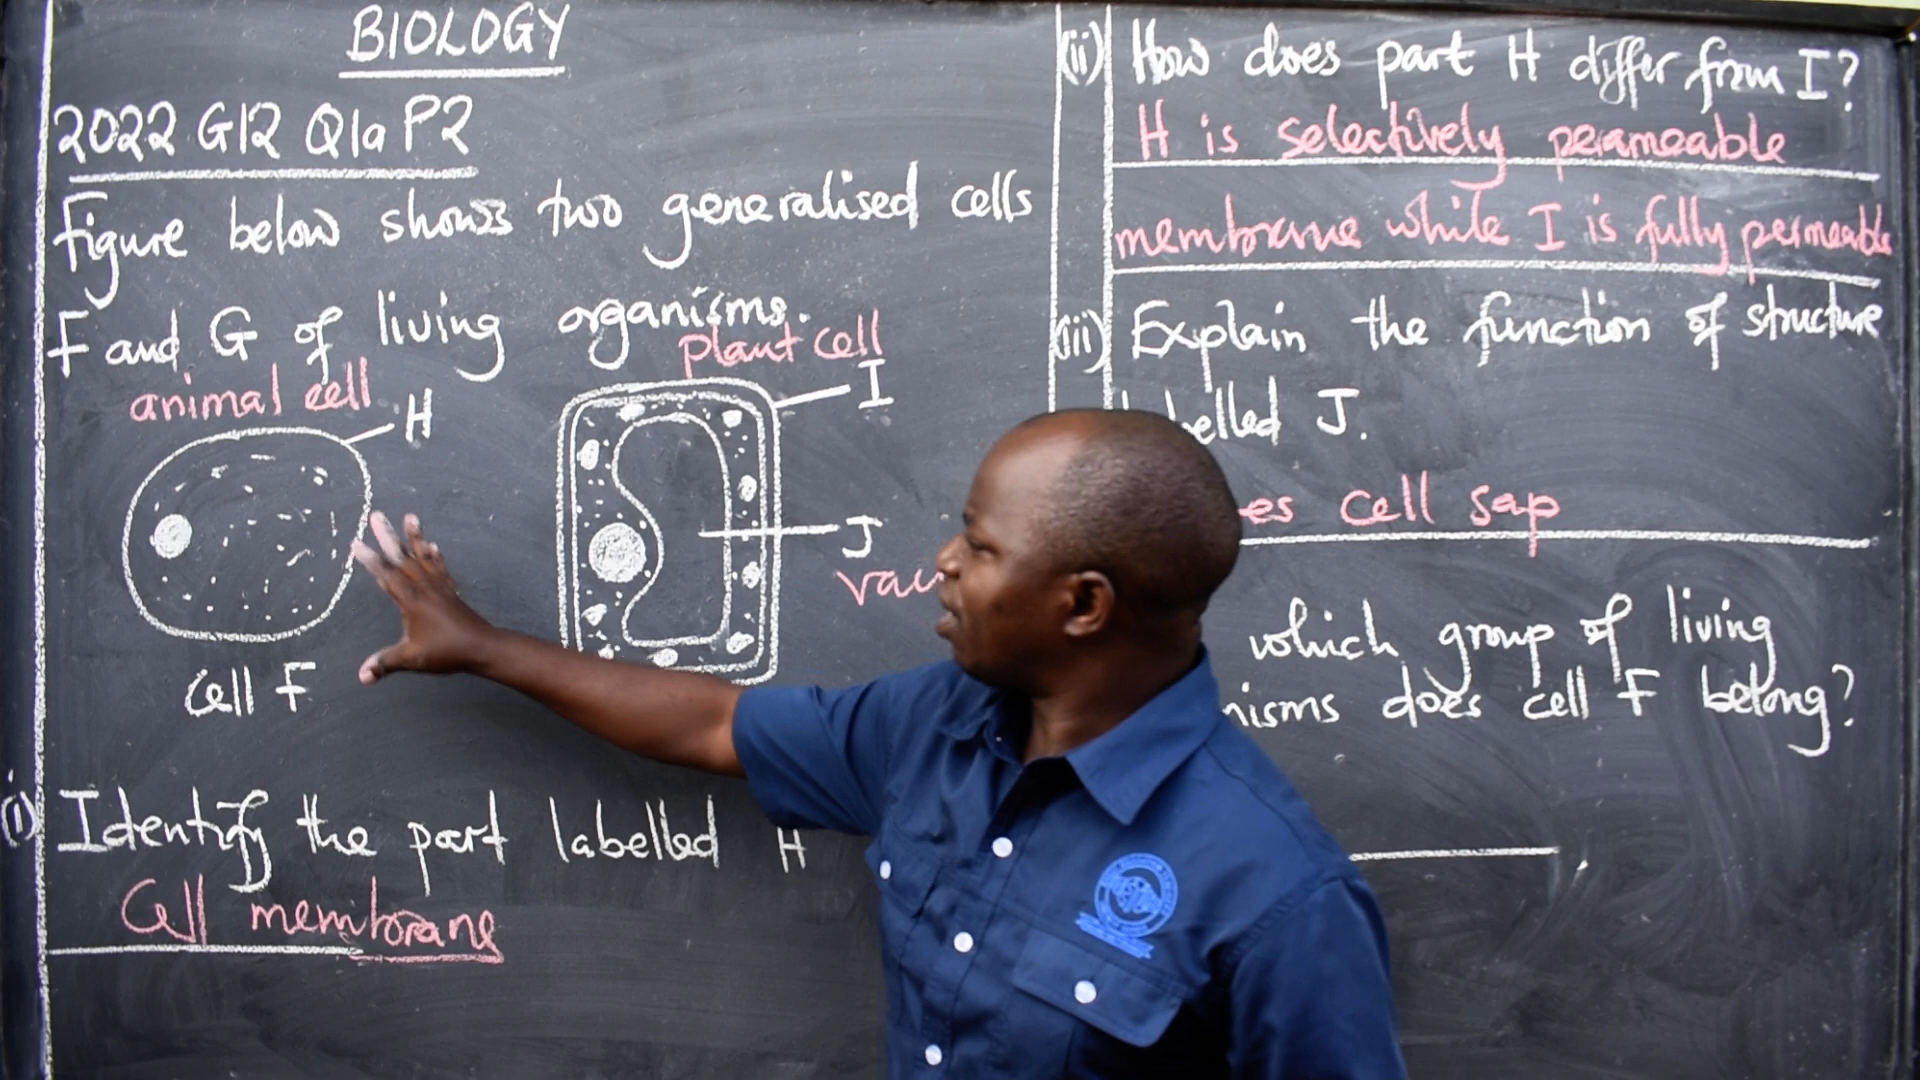 BIOLOGY
2022 G12 Q1a P2
Figure below shows two generalised cells
F and G of living organisms.
animal cell
plant cell
H
I
J
cell F
(i) Identify the part labelled H
Cell membrane
(ii) How does part H differ from I?
H is selectively permeable
membrane while I is fully permeable
(iii) Explain the function of structure
labelled J.
cell sap
which group of living
does cell F belong?